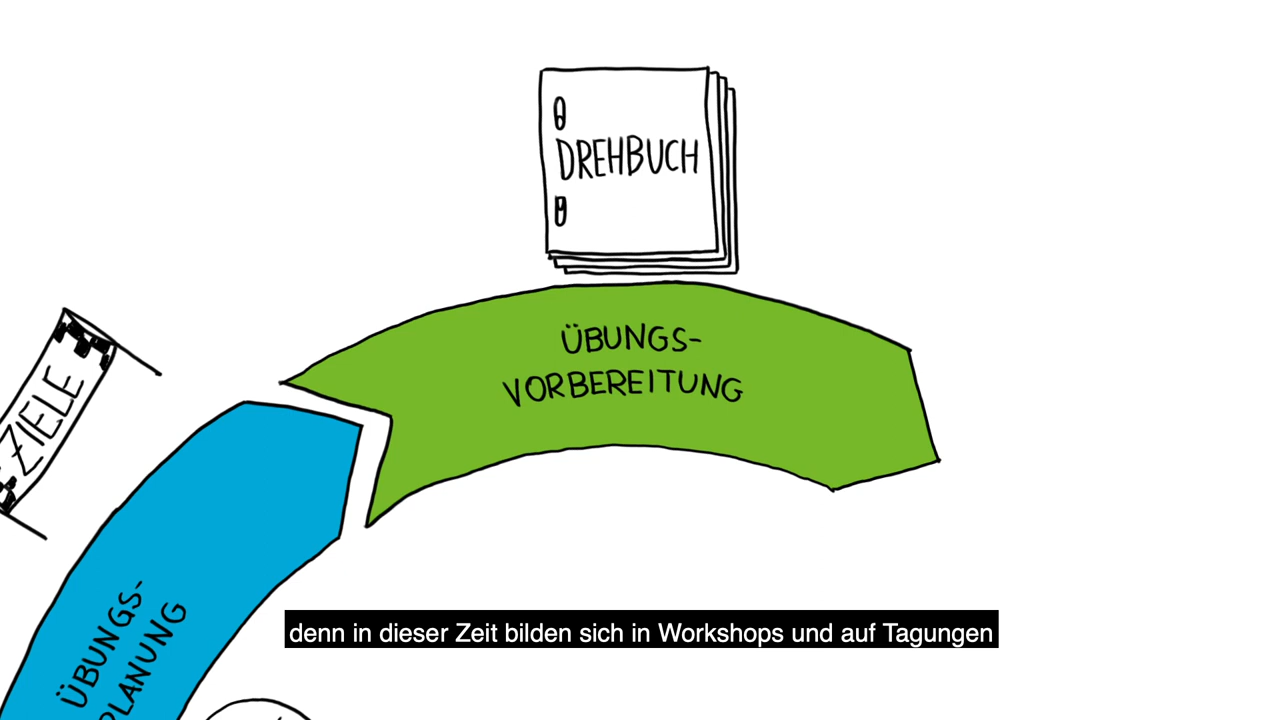 DREHBUCH
ÜBUNGS-
VORBEREITUNG
ZIELE
ÜBUNGS-
PLANUNG
denn in dieser Zeit bilden sich in Workshops und auf Tagungen